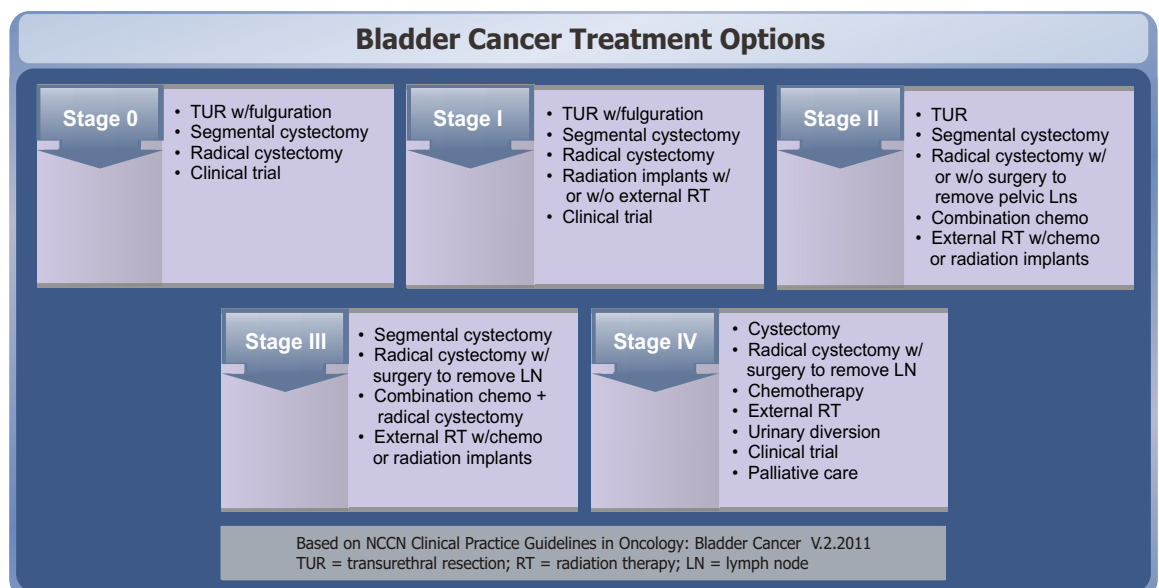 Bladder Cancer Treatment Options
Stage 0
• TUR w/fulguration
• Segmental cystectomy
• Radical cystectomy
• Clinical trial
Stage I
• TUR w/fulguration
• Segmental cystectomy
• Radical cystectomy
• Radiation implants w/
or w/o external RT
• Clinical trial
Stage II
• TUR
• Segmental cystectomy
• Radical cystectomy w/
or w/o surgery to
remove pelvic Lns
• Combination chemo
• External RT w/chemo
or radiation implants
Stage III
• Segmental cystectomy
• Radical cystectomy w/
surgery to remove LN
• Combination chemo +
radical cystectomy
• External RT w/chemo
or radiation implants
Stage IV
• Cystectomy
• Radical cystectomy w/
surgery to remove LN
• Chemotherapy
• External RT
• Urinary diversion
• Clinical trial
• Palliative care
Based on NCCN Clinical Practice Guidelines in Oncology: Bladder Cancer V.2.2011
TUR = transurethral resection; RT = radiation therapy; LN = lymph node